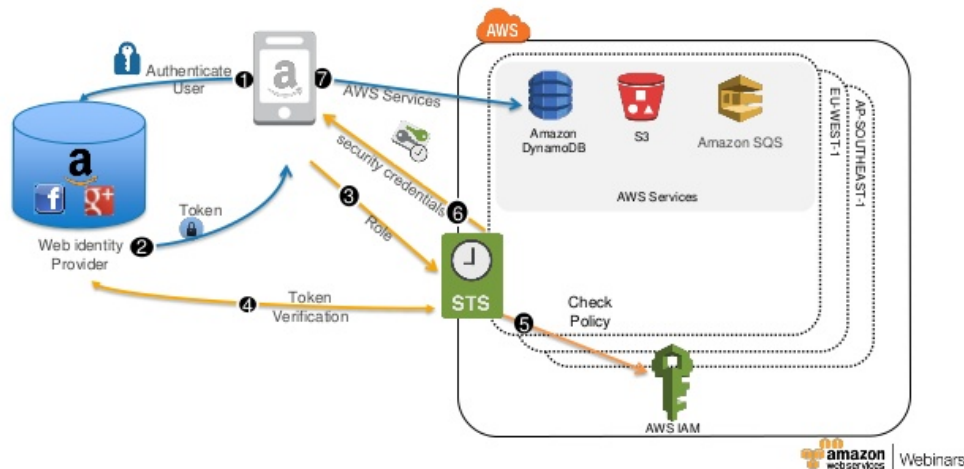 AWS
1
Authenticate
User
7
AWS Services
a
a
f
g+
Web identity
Provider
2
Token
3
Role
security credentials
6
4
Token
Verification
STS
5
Check
Policy
Amazon
DynamoDB
S3
Amazon SQS
AWS Services
EU-WEST-1
AP-SOUTHEAST-1
AWS IAM
amazon
webservices
Webinars